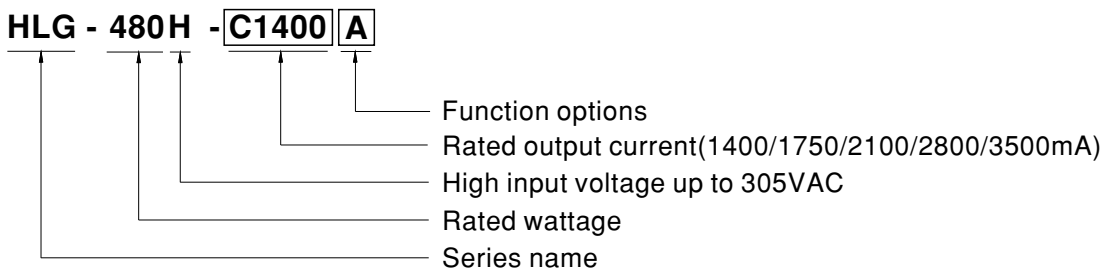 HLG - 480H - C1400 A
Function options
Rated output current(1400/1750/2100/2800/3500mA)
High input voltage up to 305VAC
Rated wattage
Series name